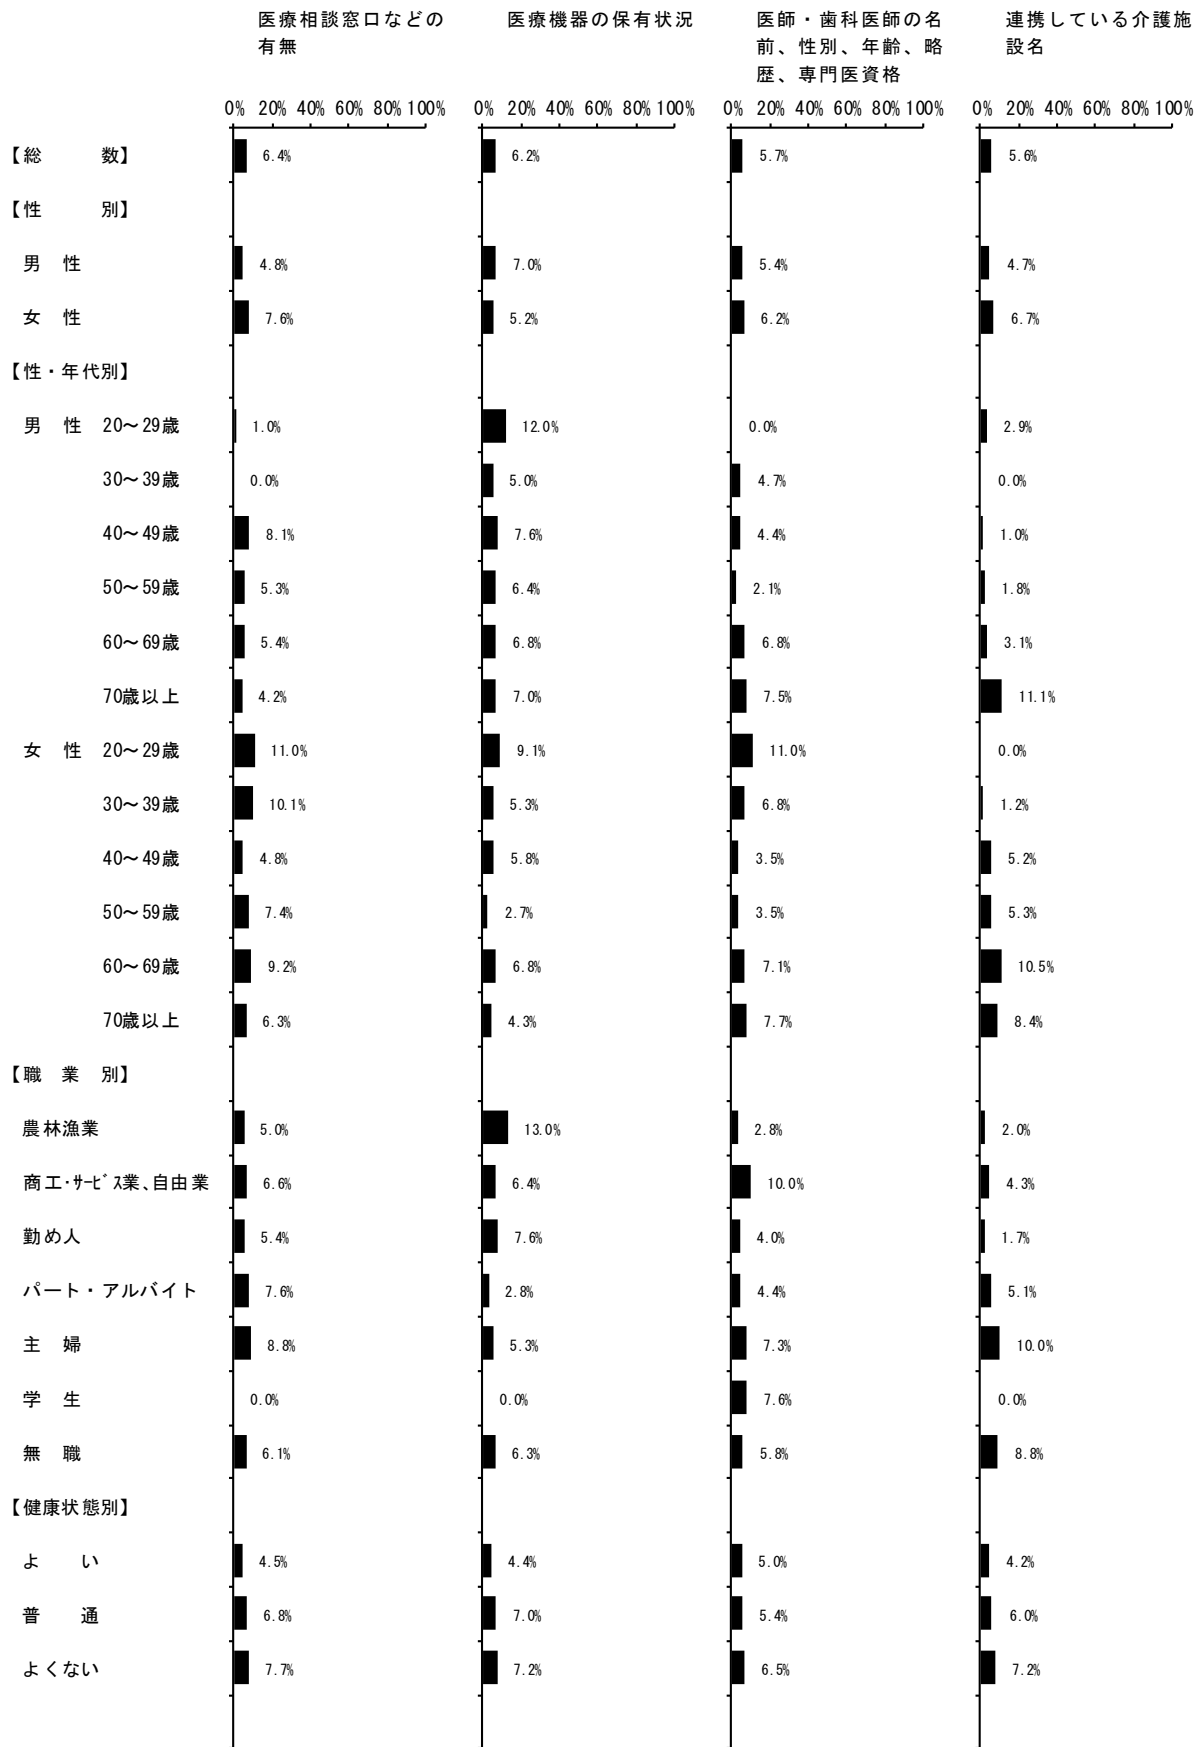 医療相談窓口などの有無
医療機器の保有状況
医師・歯科医師の名前、性別、年齢、略歴、専門医資格
連携している介護施設名
0% 20% 40% 60% 80% 100% 0% 20% 40% 60% 80% 100% 0% 20% 40% 60% 80% 100% 0% 20% 40% 60% 80% 100%
【総　数】 6.4% 6.2% 5.7% 5.6%
【性　別】
男　性 4.8% 7.0% 5.4% 4.7%
女　性 7.6% 5.2% 6.2% 6.7%
【性・年代別】
男　性 20～29歳 1.0% 12.0% 0.0% 2.9%
30～39歳 0.0% 5.0% 4.7% 0.0%
40～49歳 8.1% 7.6% 4.4% 1.0%
50～59歳 5.3% 6.4% 2.1% 1.8%
60～69歳 5.4% 6.8% 6.8% 3.1%
70歳以上 4.2% 7.0% 7.5% 11.1%
女　性 20～29歳 11.0% 9.1% 11.0% 0.0%
30～39歳 10.1% 5.3% 6.8% 1.2%
40～49歳 4.8% 5.8% 3.5% 5.2%
50～59歳 7.4% 2.7% 3.5% 5.3%
60～69歳 9.2% 6.8% 7.1% 10.5%
70歳以上 6.3% 4.3% 7.7% 8.4%
【職　業　別】
農林漁業 5.0% 13.0% 2.8% 2.0%
商工･ｻｰﾋﾞｽ業､自由業 6.6% 6.4% 10.0% 4.3%
勤め人 5.4% 7.6% 4.0% 1.7%
パート・アルバイト 7.6% 2.8% 4.4% 5.1%
主　婦 8.8% 5.3% 7.3% 10.0%
学　生 0.0% 0.0% 7.6% 0.0%
無　職 6.1% 6.3% 5.8% 8.8%
【健康状態別】
よ　い 4.5% 4.4% 5.0% 4.2%
普　通 6.8% 7.0% 5.4% 6.0%
よくない 7.7% 7.2% 6.5% 7.2%